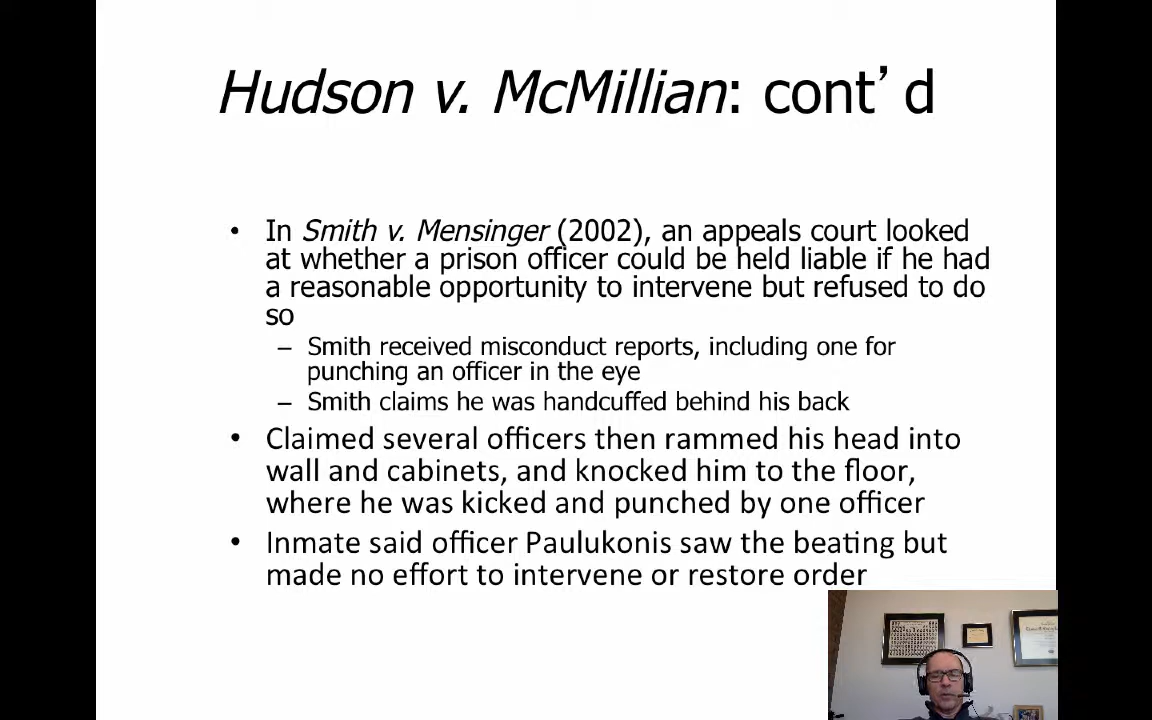 Hudson v. McMillian: cont’d
• In Smith v. Mensinger (2002), an appeals court looked
at whether a prison officer could be held liable if he had
a reasonable opportunity to intervene but refused to do
so
– Smith received misconduct reports, including one for
punching an officer in the eye
– Smith claims he was handcuffed behind his back
• Claimed several officers then rammed his head into
wall and cabinets, and knocked him to the floor,
where he was kicked and punched by one officer
• Inmate said officer Paulukonis saw the beating but
made no effort to intervene or restore order